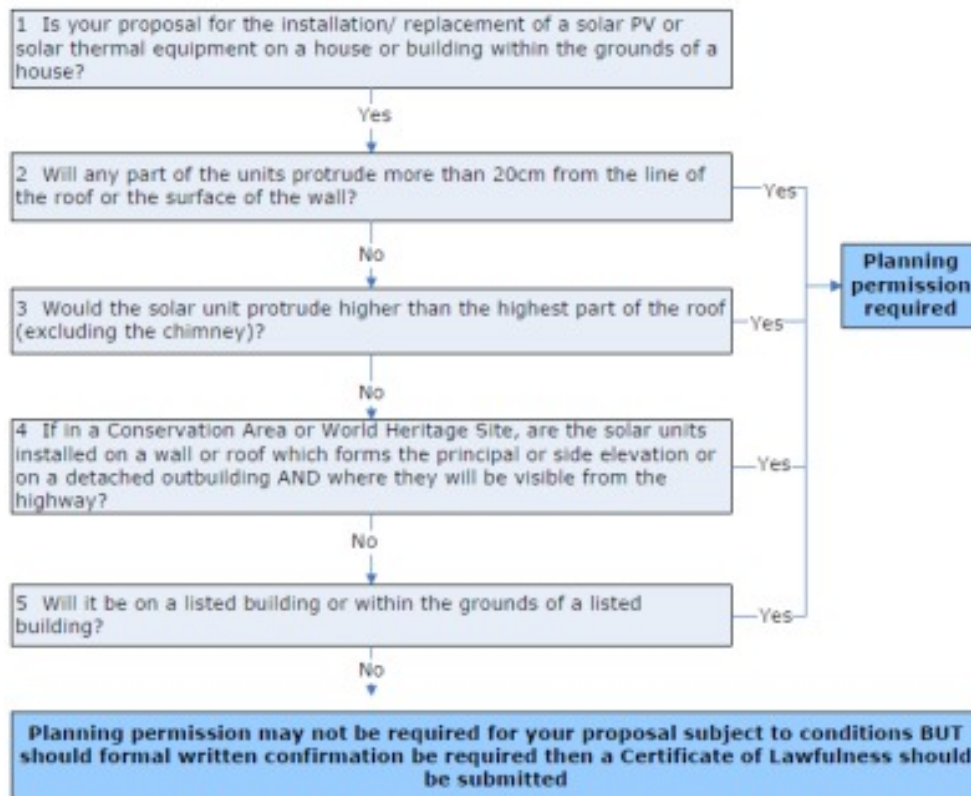 1 Is your proposal for the installation/ replacement of a solar PV or
solar thermal equipment on a house or building within the grounds of a
house?
Yes
2 Will any part of the units protrude more than 20cm from the line of
the roof or the surface of the wall?
Yes
No
Planning
permission
required
3 Would the solar unit protrude higher than the highest part of the roof
(excluding the chimney)?
Yes
No
4 If in a Conservation Area or World Heritage Site, are the solar units
installed on a wall or roof which forms the principal or side elevation or
on a detached outbuilding AND where they will be visible from the
highway?
Yes
No
5 Will it be on a listed building or within the grounds of a listed
building?
Yes
No
Planning permission may not be required for your proposal subject to conditions BUT
should formal written confirmation be required then a Certificate of Lawfulness should
be submitted